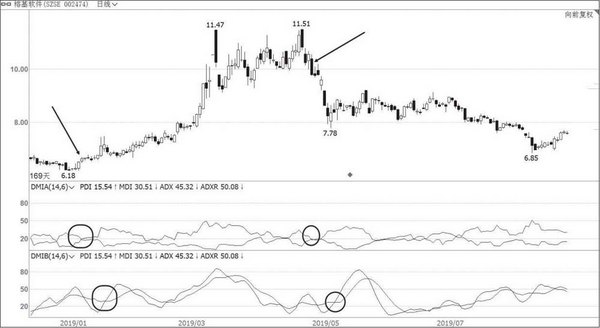 榕基软件(SZSE 002474) 日线
向前复权
11.47
11.51
10.00
8.00
7.78
6.85
6.18
169天
DMIA(14,6) PDI 15.54↑ MDI 30.51↓ ADX 45.32↓ ADXR 50.08↓
80
50
20
DMIB(14,6) PDI 15.54↑ MDI 30.51↓ ADX 45.32↓ ADXR 50.08↓
80
50
20
2019/01 2019/03 2019/05 2019/07